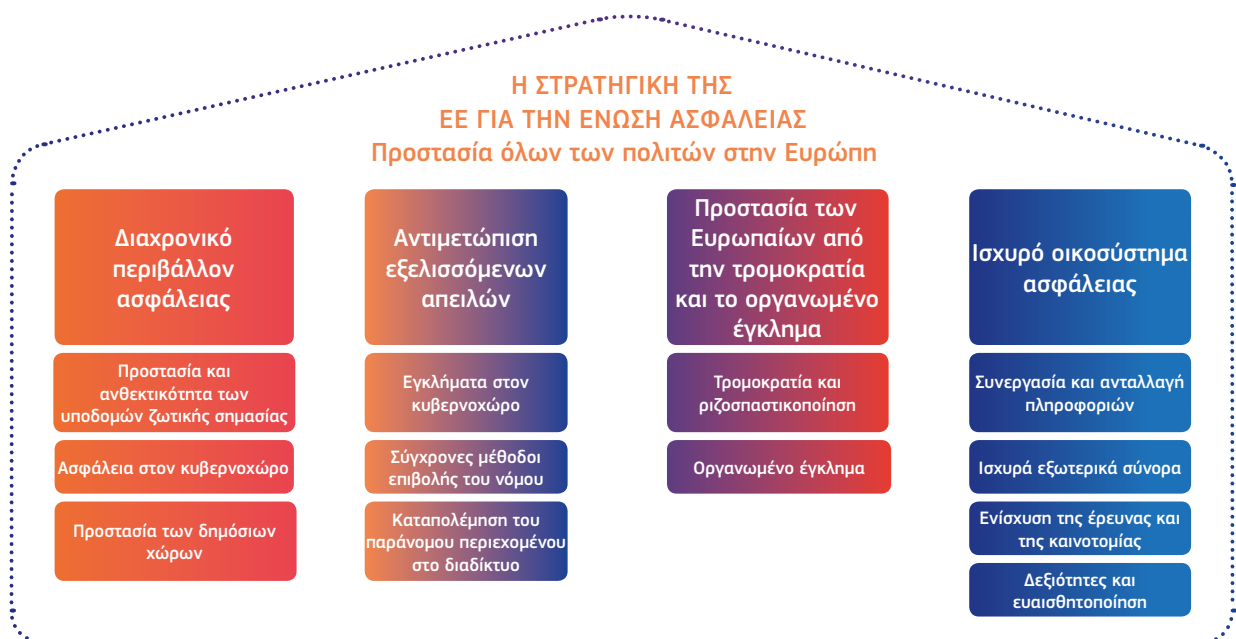 Η ΣΤΡΑΤΗΓΙΚΗ ΤΗΣ
ΕΕ ΓΙΑ ΤΗΝ ΕΝΩΣΗ ΑΣΦΑΛΕΙΑΣ
Προστασία όλων των πολιτών στην Ευρώπη
Διαχρονικό
περιβάλλον
ασφάλειας
Προστασία και
ανθεκτικότητα των
υποδομών ζωτικής σημασίας
Ασφάλεια στον κυβερνοχώρο
Προστασία των δημόσιων
χώρων
Αντιμετώπιση
εξελισσόμενων
απειλών
Εγκλήματα στον
κυβερνοχώρο
Σύγχρονες μέθοδοι
επιβολής του νόμου
Καταπολέμηση του
παράνομου περιεχομένου
στο διαδίκτυο
Προστασία των
Ευρωπαίων από
την τρομοκρατία
και το οργανωμένο
έγκλημα
Τρομοκρατία και
ριζοσπαστικοποίηση
Οργανωμένο έγκλημα
Ισχυρό οικοσύστημα
ασφάλειας
Συνεργασία και ανταλλαγή
πληροφοριών
Ισχυρά εξωτερικά σύνορα
Ενίσχυση της έρευνας και
της καινοτομίας
Δεξιότητες και
ευαισθητοποίηση